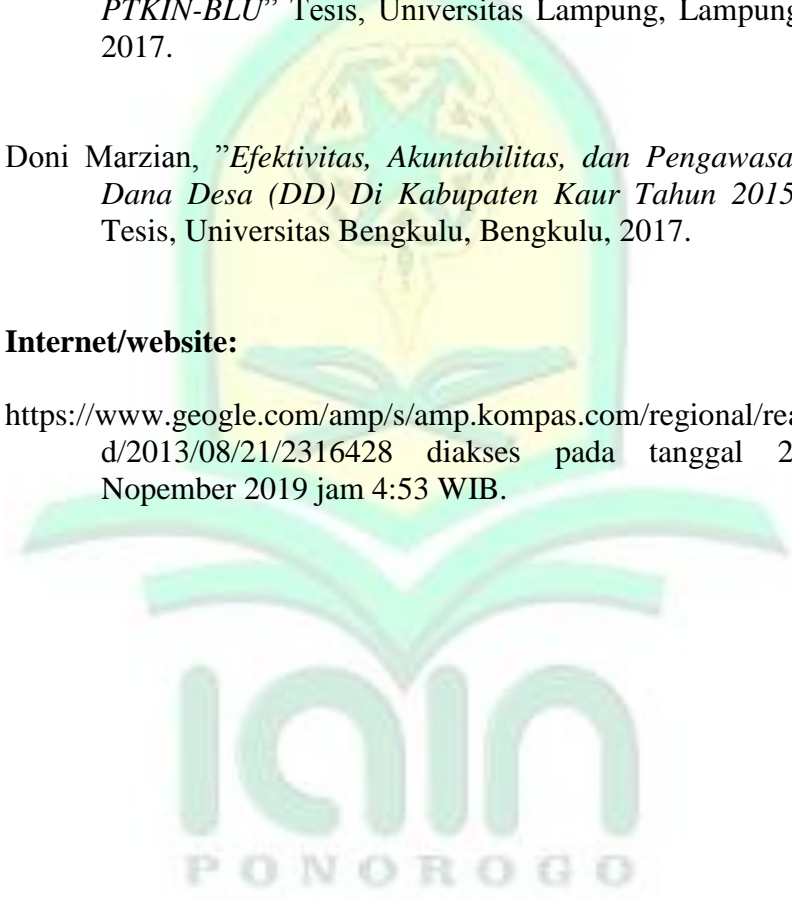 PTKIN-BLU” Tesis, Universitas Lampung, Lampung
2017.
Doni Marzian, ”Efektivitas, Akuntabilitas, dan Pengawasa
Dana Desa (DD) Di Kabupaten Kaur Tahun 2015
Tesis, Universitas Bengkulu, Bengkulu, 2017.
Internet/website:
https://www.geogle.com/amp/s/amp.kompas.com/regional/rea
d/2013/08/21/2316428 diakses pada tanggal 2
Nopember 2019 jam 4:53 WIB.
iain
PONOROGO